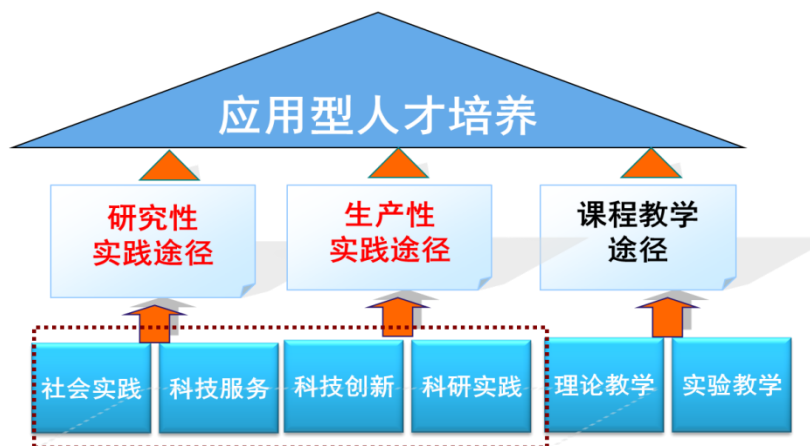 应用型人才培养
研究性
实践途径
生产性
实践途径
课程教学
途径
社会实践
科技服务
科技创新
科研实践
理论教学
实验教学